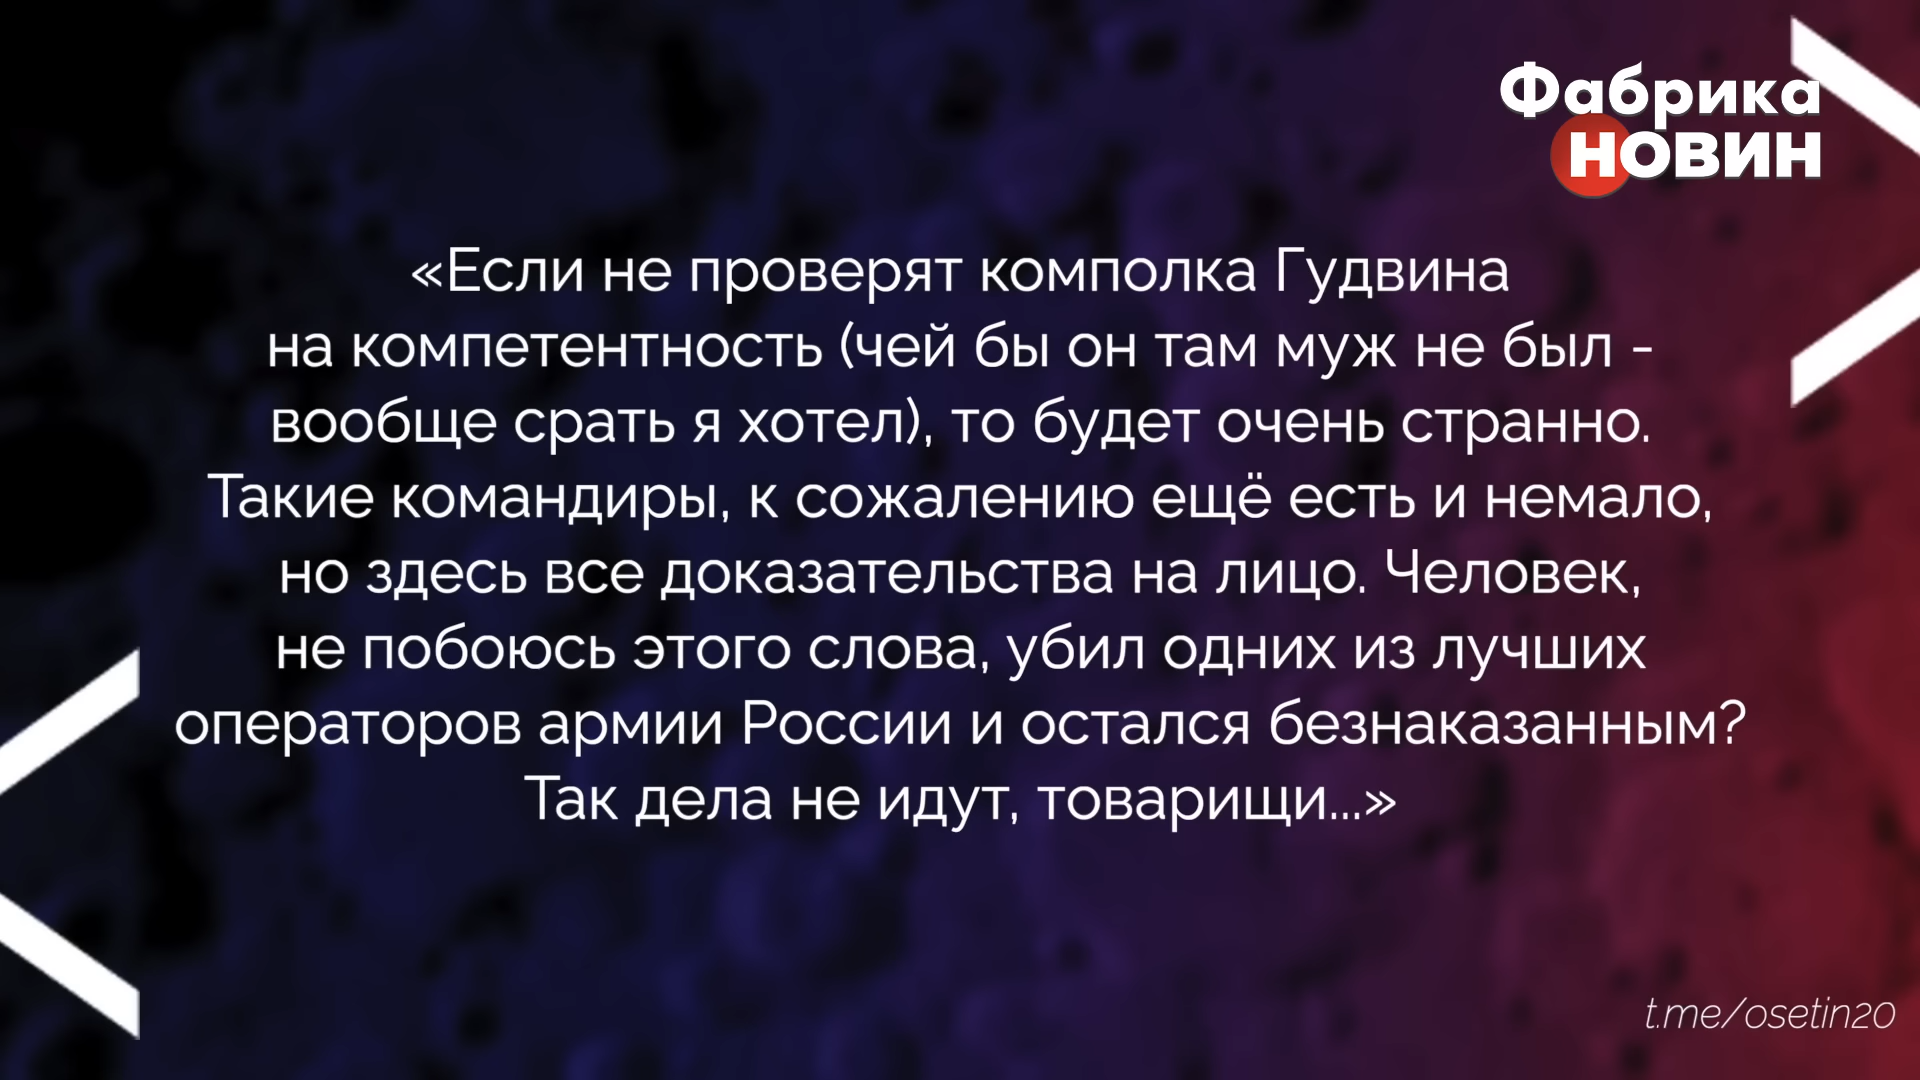 Фабрика
новин
«Если не проверят комполка Гудвина
на компетентность (чей бы он там муж не был -
вообще срать я хотел), то будет очень странно.
Такие командиры, к сожалению ещё есть и немало,
но здесь все доказательства на лицо. Человек,
не побоюсь этого слова, убил одних из лучших
операторов армии России и остался безнаказанным?
Так дела не идут, товарищи...»
t.me/osetin20